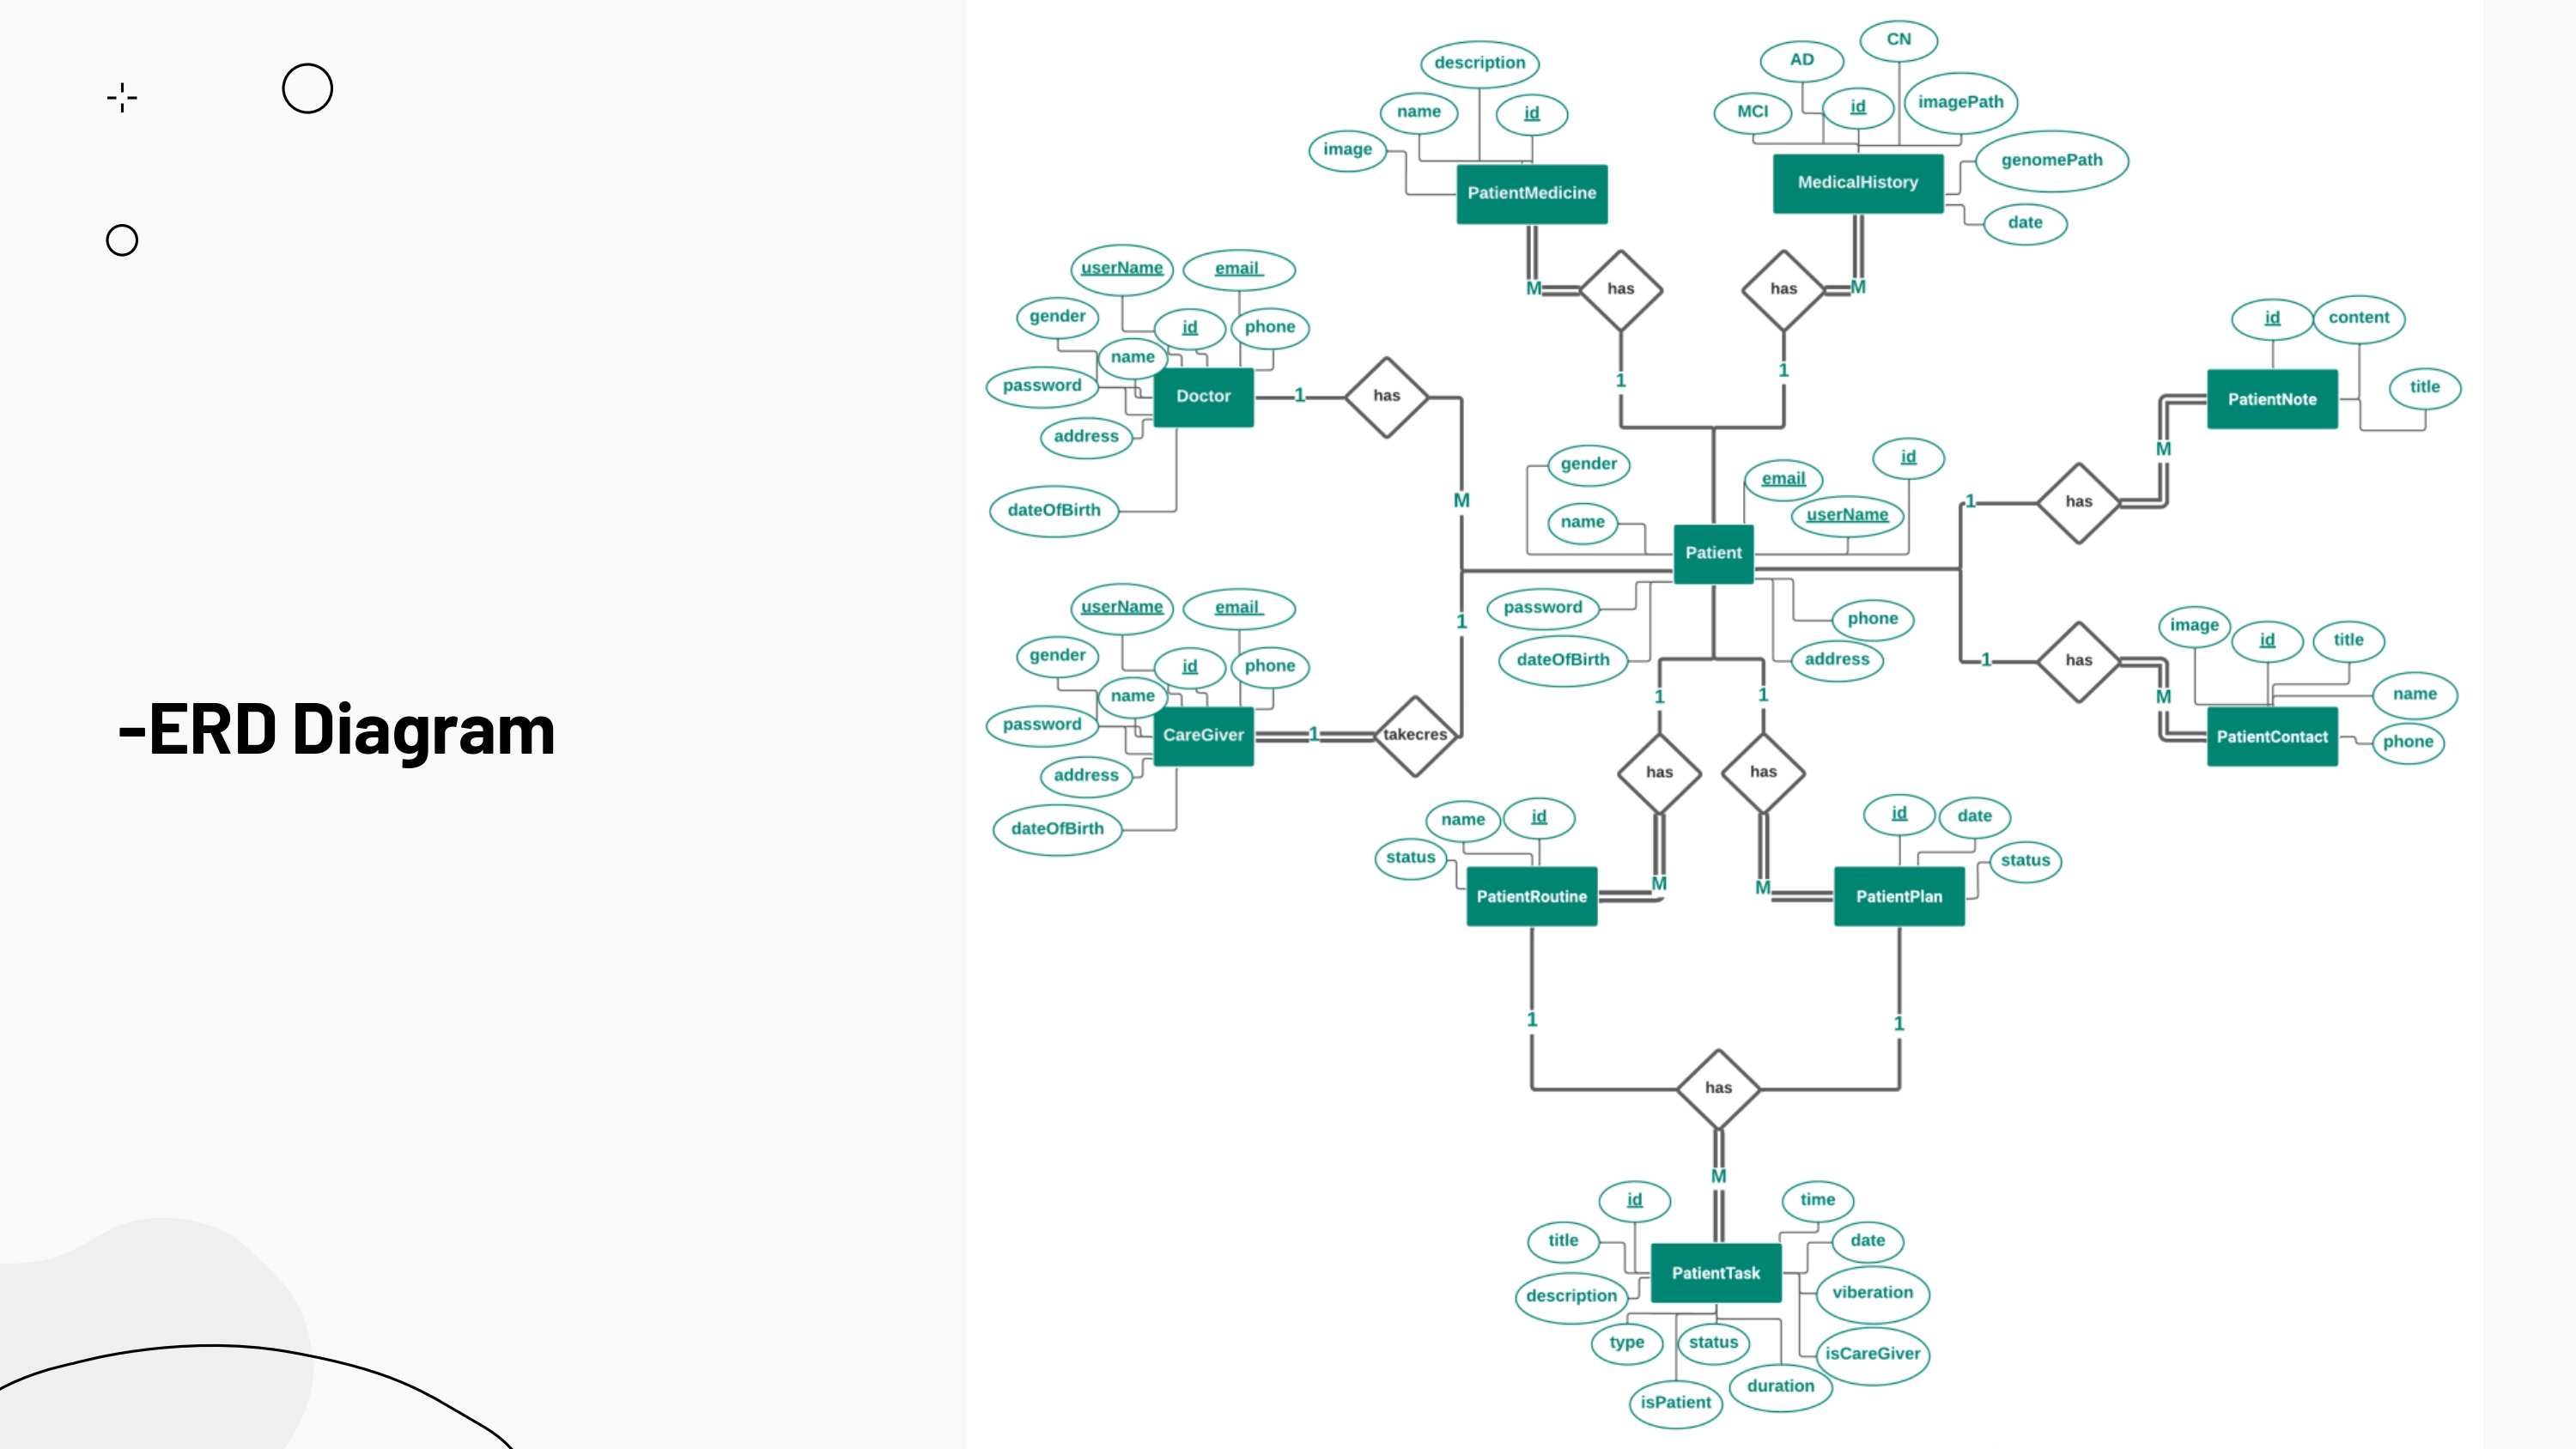 -ERD Diagram
description
name
id
image
PatientMedicine
CN
AD
MCI
id
imagePath
genomePath
MedicalHistory
date
M
has
1
has
M
1
userName
email
gender
id
phone
name
password
Doctor
address
dateOfBirth
1
has
M
id
content
title
PatientNote
M
has
1
gender
name
email
id
userName
Patient
password
dateOfBirth
phone
address
userName
email
gender
id
phone
name
password
CareGiver
address
dateOfBirth
1
takecres
1
image
id
title
name
PatientContact
phone
1
has
M
1
1
has
has
M
M
name
id
status
PatientRoutine
id
date
status
PatientPlan
1
1
has
M
id
time
title
date
PatientTask
description
viberation
type
status
isCareGiver
isPatient
duration